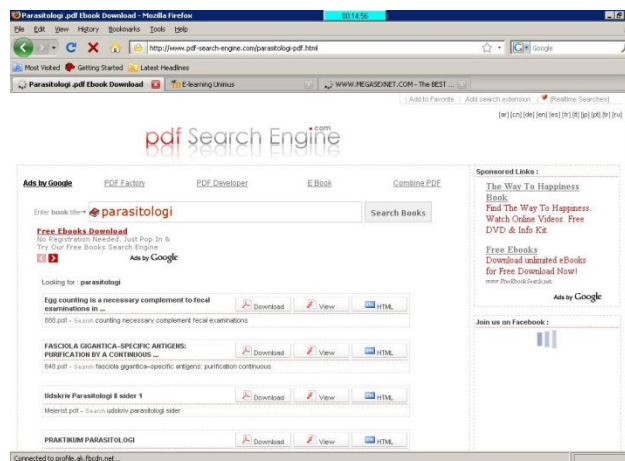 Parasitologi .pdf Ebook Download - Mozilla Firefox
00:14:56
File Edit View History Bookmarks Tools Help
http://www.pdf-search-engine.com/parasitologi-pdf.html
Google
Most Visited Getting Started Latest Headlines
Parasitologi .pdf Ebook Download
E-learning Unimus
WWW.MEGASEXNET.COM - The BEST ...
| Add to Favorite | Add search extension | [Realtime Searches]
[ar] [cn] [de] [en] [es] [fr] [it] [jp] [pt] [tr] [ru]
pdf Search Engine .com
Ads by Google PDF Factory PDF Developer E Book Combine PDF
Enter book title
parasitologi
Search Books
Free Ebooks Download
No Registration Needed. Just Pop In &
Try Our Free Books Search Engine
Ads by Google
Looking for : parasitologi
Egg counting is a necessary complement to fecal
examinations in ...
Download View HTML
888.pdf - Search counting necessary complement fecal examinations
FASCIOLA GIGANTICA-SPECIFIC ANTIGENS:
PURIFICATION BY A CONTINUOUS ...
Download View HTML
646.pdf - Search fasciola gigantica-specific antigens: purification continuous
Udskriv Parasitologi 8 sider 1
Download View HTML
Mejerist.pdf - Search udskriv parasitologi sider
PRAKTIKUM PARASITOLOGI
Download View HTML
Sponsored Links :
The Way To Happiness
Book
Find The Way To Happiness.
Watch Online Videos. Free
DVD & Info Kit.
Free Ebooks
Download unlimited eBooks
for Free Download Now!
www.FreeEbookSearch.net
Ads by Google
Join us on Facebook :
Connected to profile.ak.fbcdn.net...